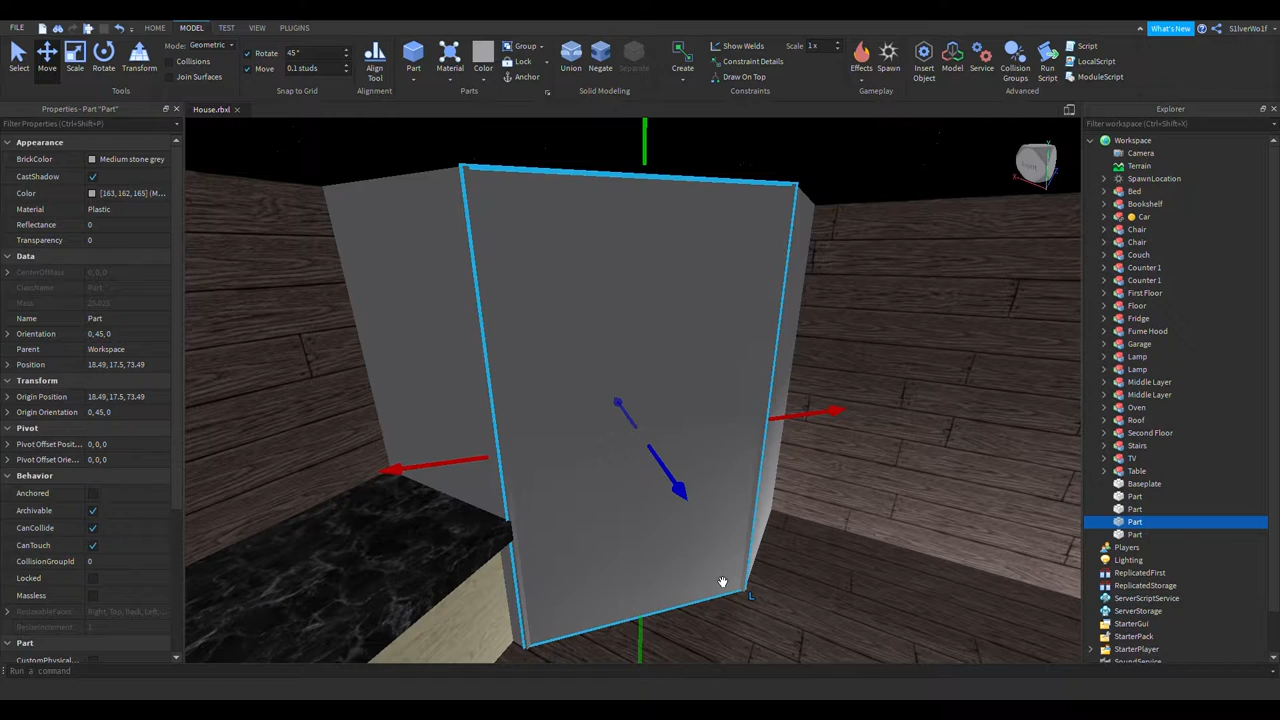 FILE HOME MODEL TEST VIEW PLUGINS What's New S1lverWo1f
Select Move Scale Rotate Transform
Mode: Geometric
Collisions
Join Surfaces
Tools
Rotate 45°
Move 0.1 studs
Snap to Grid
Align Tool
Alignment
Part Material Color
Group
Lock
Anchor
Parts
Union Negate Separate
Solid Modeling
Create
Show Welds
Constraint Details
Draw On Top
Scale 1x
Constraints
Effects Spawn
Gameplay
Insert Object Model Service Collision Groups Run Script
Script
LocalScript
ModuleScript
Advanced
Properties - Part "Part"
Filter Properties (Ctrl+Shift+P)
Appearance
BrickColor Medium stone grey
CastShadow
Color [163, 162, 165] (M...
Material Plastic
Reflectance 0
Transparency 0
Data
CenterOfMass 0, 0, 0
ClassName Part
Mass
Name Part
Orientation 0, 45, 0
Parent Workspace
Position 18.49, 17.5, 73.49
Transform
Origin Position 18.49, 17.5, 73.49
Origin Orientation 0, 45, 0
Pivot
Pivot Offset Posit... 0, 0, 0
Pivot Offset Orie... 0, 0, 0
Behavior
Anchored
Archivable
CanCollide
CanTouch
CollisionGroupId 0
Locked
Massless
ResizeableFaces Right, Top, Back, Left, ...
ResizeIncrement 1
Part
Run a command
House.rbxl
L
Explorer
Filter workspace (Ctrl+Shift+X)
Workspace
Camera
Terrain
SpawnLocation
Bed
Bookshelf
Car
Chair
Chair
Couch
Counter 1
Counter 1
First Floor
Floor
Fridge
Fume Hood
Garage
Lamp
Lamp
Middle Layer
Middle Layer
Oven
Roof
Second Floor
Stairs
TV
Table
Baseplate
Part
Part
Part
Part
Players
Lighting
ReplicatedFirst
ReplicatedStorage
ServerScriptService
ServerStorage
StarterGui
StarterPack
StarterPlayer
SoundService